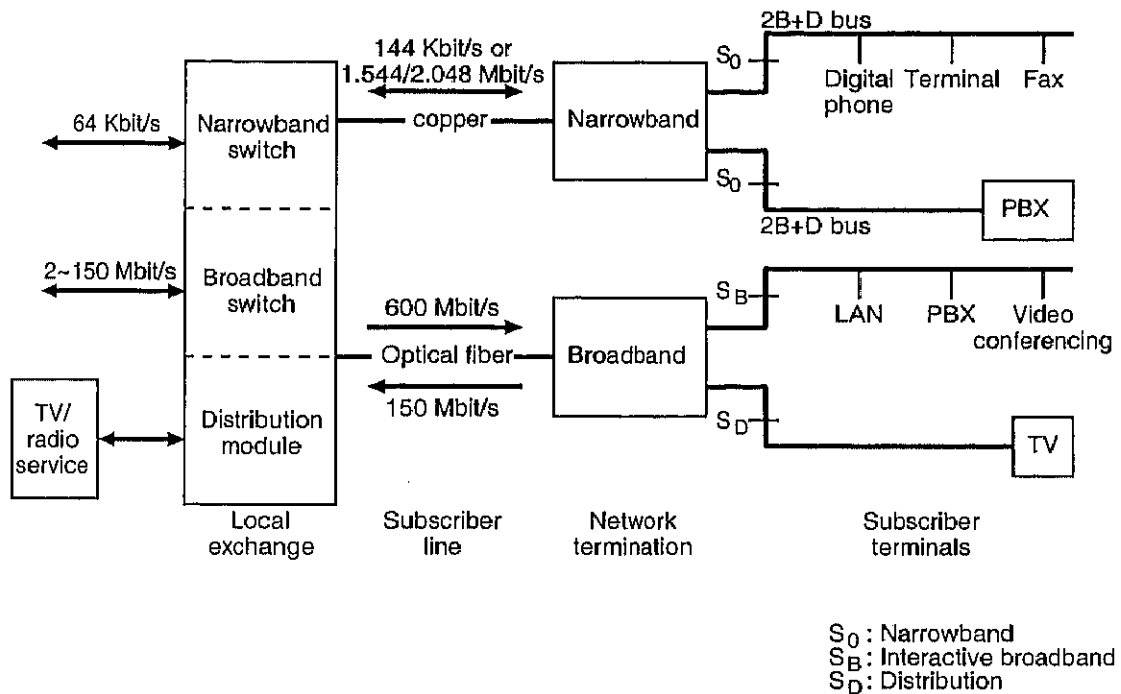 2B+D bus
144 Kbit/s or
1.544/2.048 Mbit/s
S0
Digital
phone
Terminal
Fax
64 Kbit/s
Narrowband
switch
copper
Narrowband
S0
PBX
2B+D bus
2~150 Mbit/s
Broadband
switch
600 Mbit/s
SB
LAN
PBX
Video
conferencing
Optical fiber
Broadband
150 Mbit/s
TV/
radio
service
Distribution
module
SD
TV
Local
exchange
Subscriber
line
Network
termination
Subscriber
terminals
S0 : Narrowband
SB : Interactive broadband
SD : Distribution